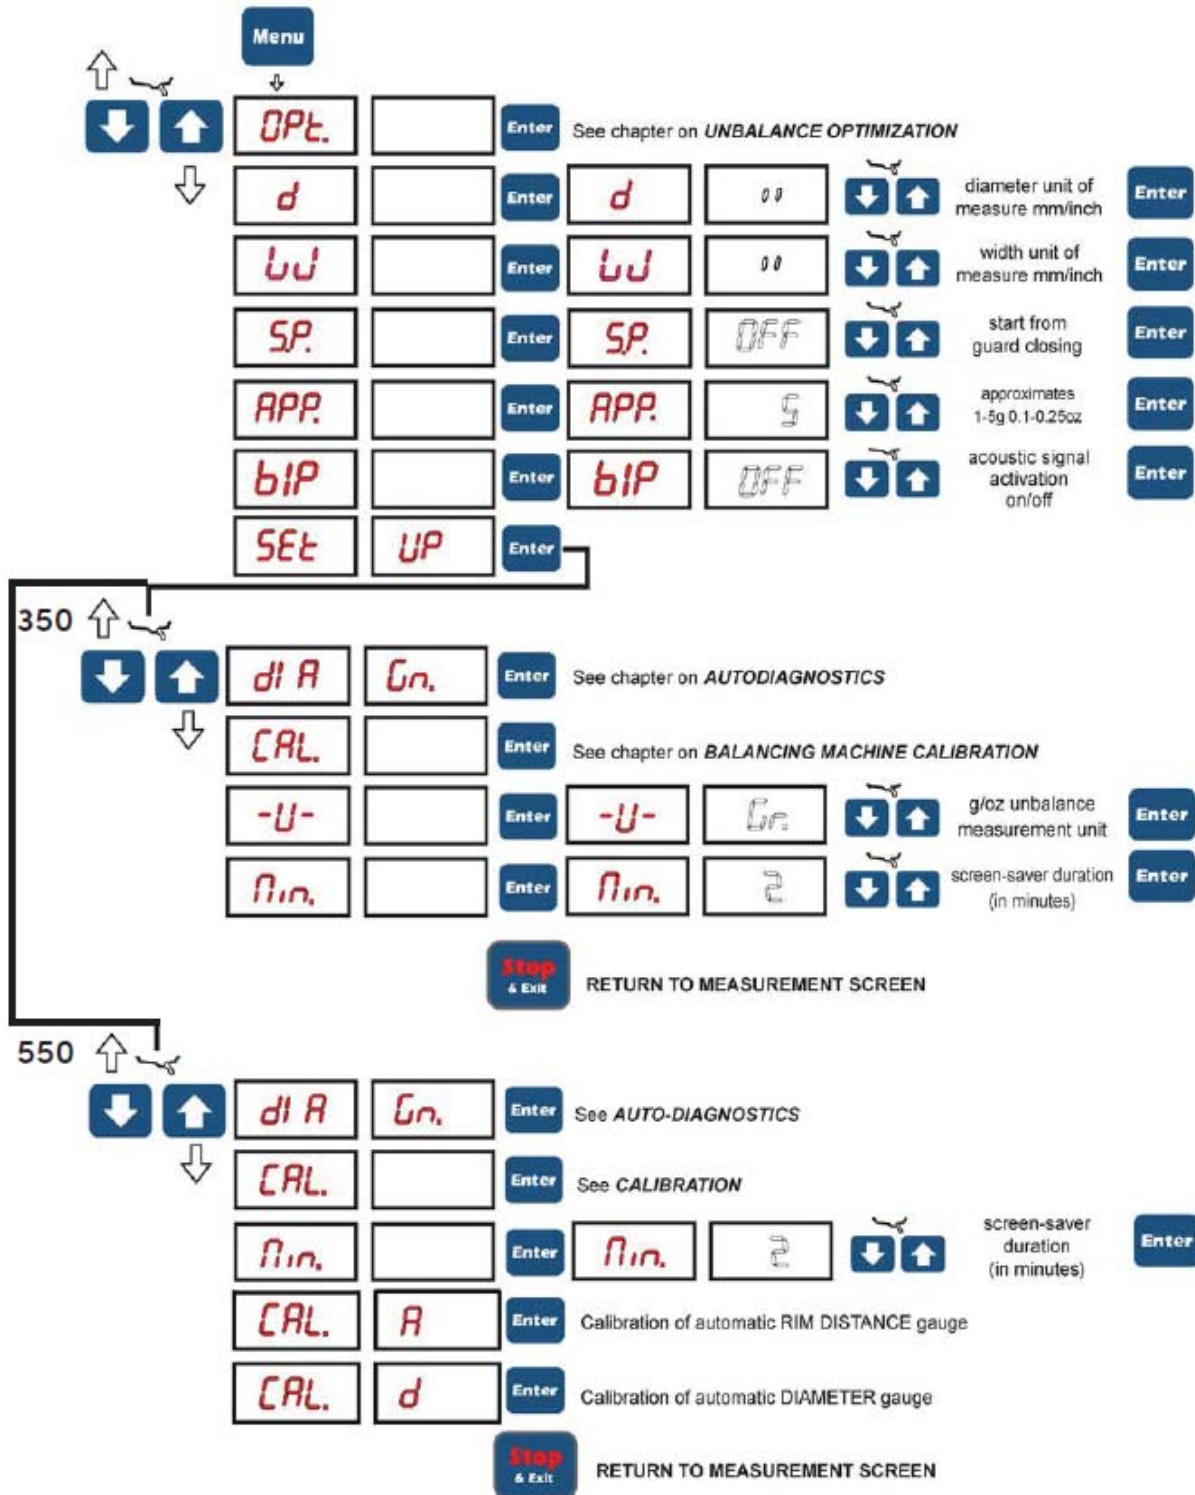 Menu
OPt. Enter See chapter on UNBALANCE OPTIMIZATION
d Enter d diameter unit of measure mm/inch Enter
W Enter W width unit of measure mm/inch Enter
S.P. Enter S.P. OFF start from guard closing Enter
APP. Enter APP. 5 approximates 1-5g 0.1-0.25oz Enter
bIP Enter bIP OFF acoustic signal activation on/off Enter
SEt UP Enter
350
dI A Gn. Enter See chapter on AUTODIAGNOSTICS
CAL. Enter See chapter on BALANCING MACHINE CALIBRATION
-U- Enter -U- Gr. g/oz unbalance measurement unit Enter
Min. Enter Min. 2 screen-saver duration (in minutes) Enter
Stop & Exit RETURN TO MEASUREMENT SCREEN
550
dI A Gn. Enter See AUTO-DIAGNOSTICS
CAL. Enter See CALIBRATION
Min. Enter Min. 2 screen-saver duration (in minutes) Enter
CAL. A Enter Calibration of automatic RIM DISTANCE gauge
CAL. d Enter Calibration of automatic DIAMETER gauge
Stop & Exit RETURN TO MEASUREMENT SCREEN